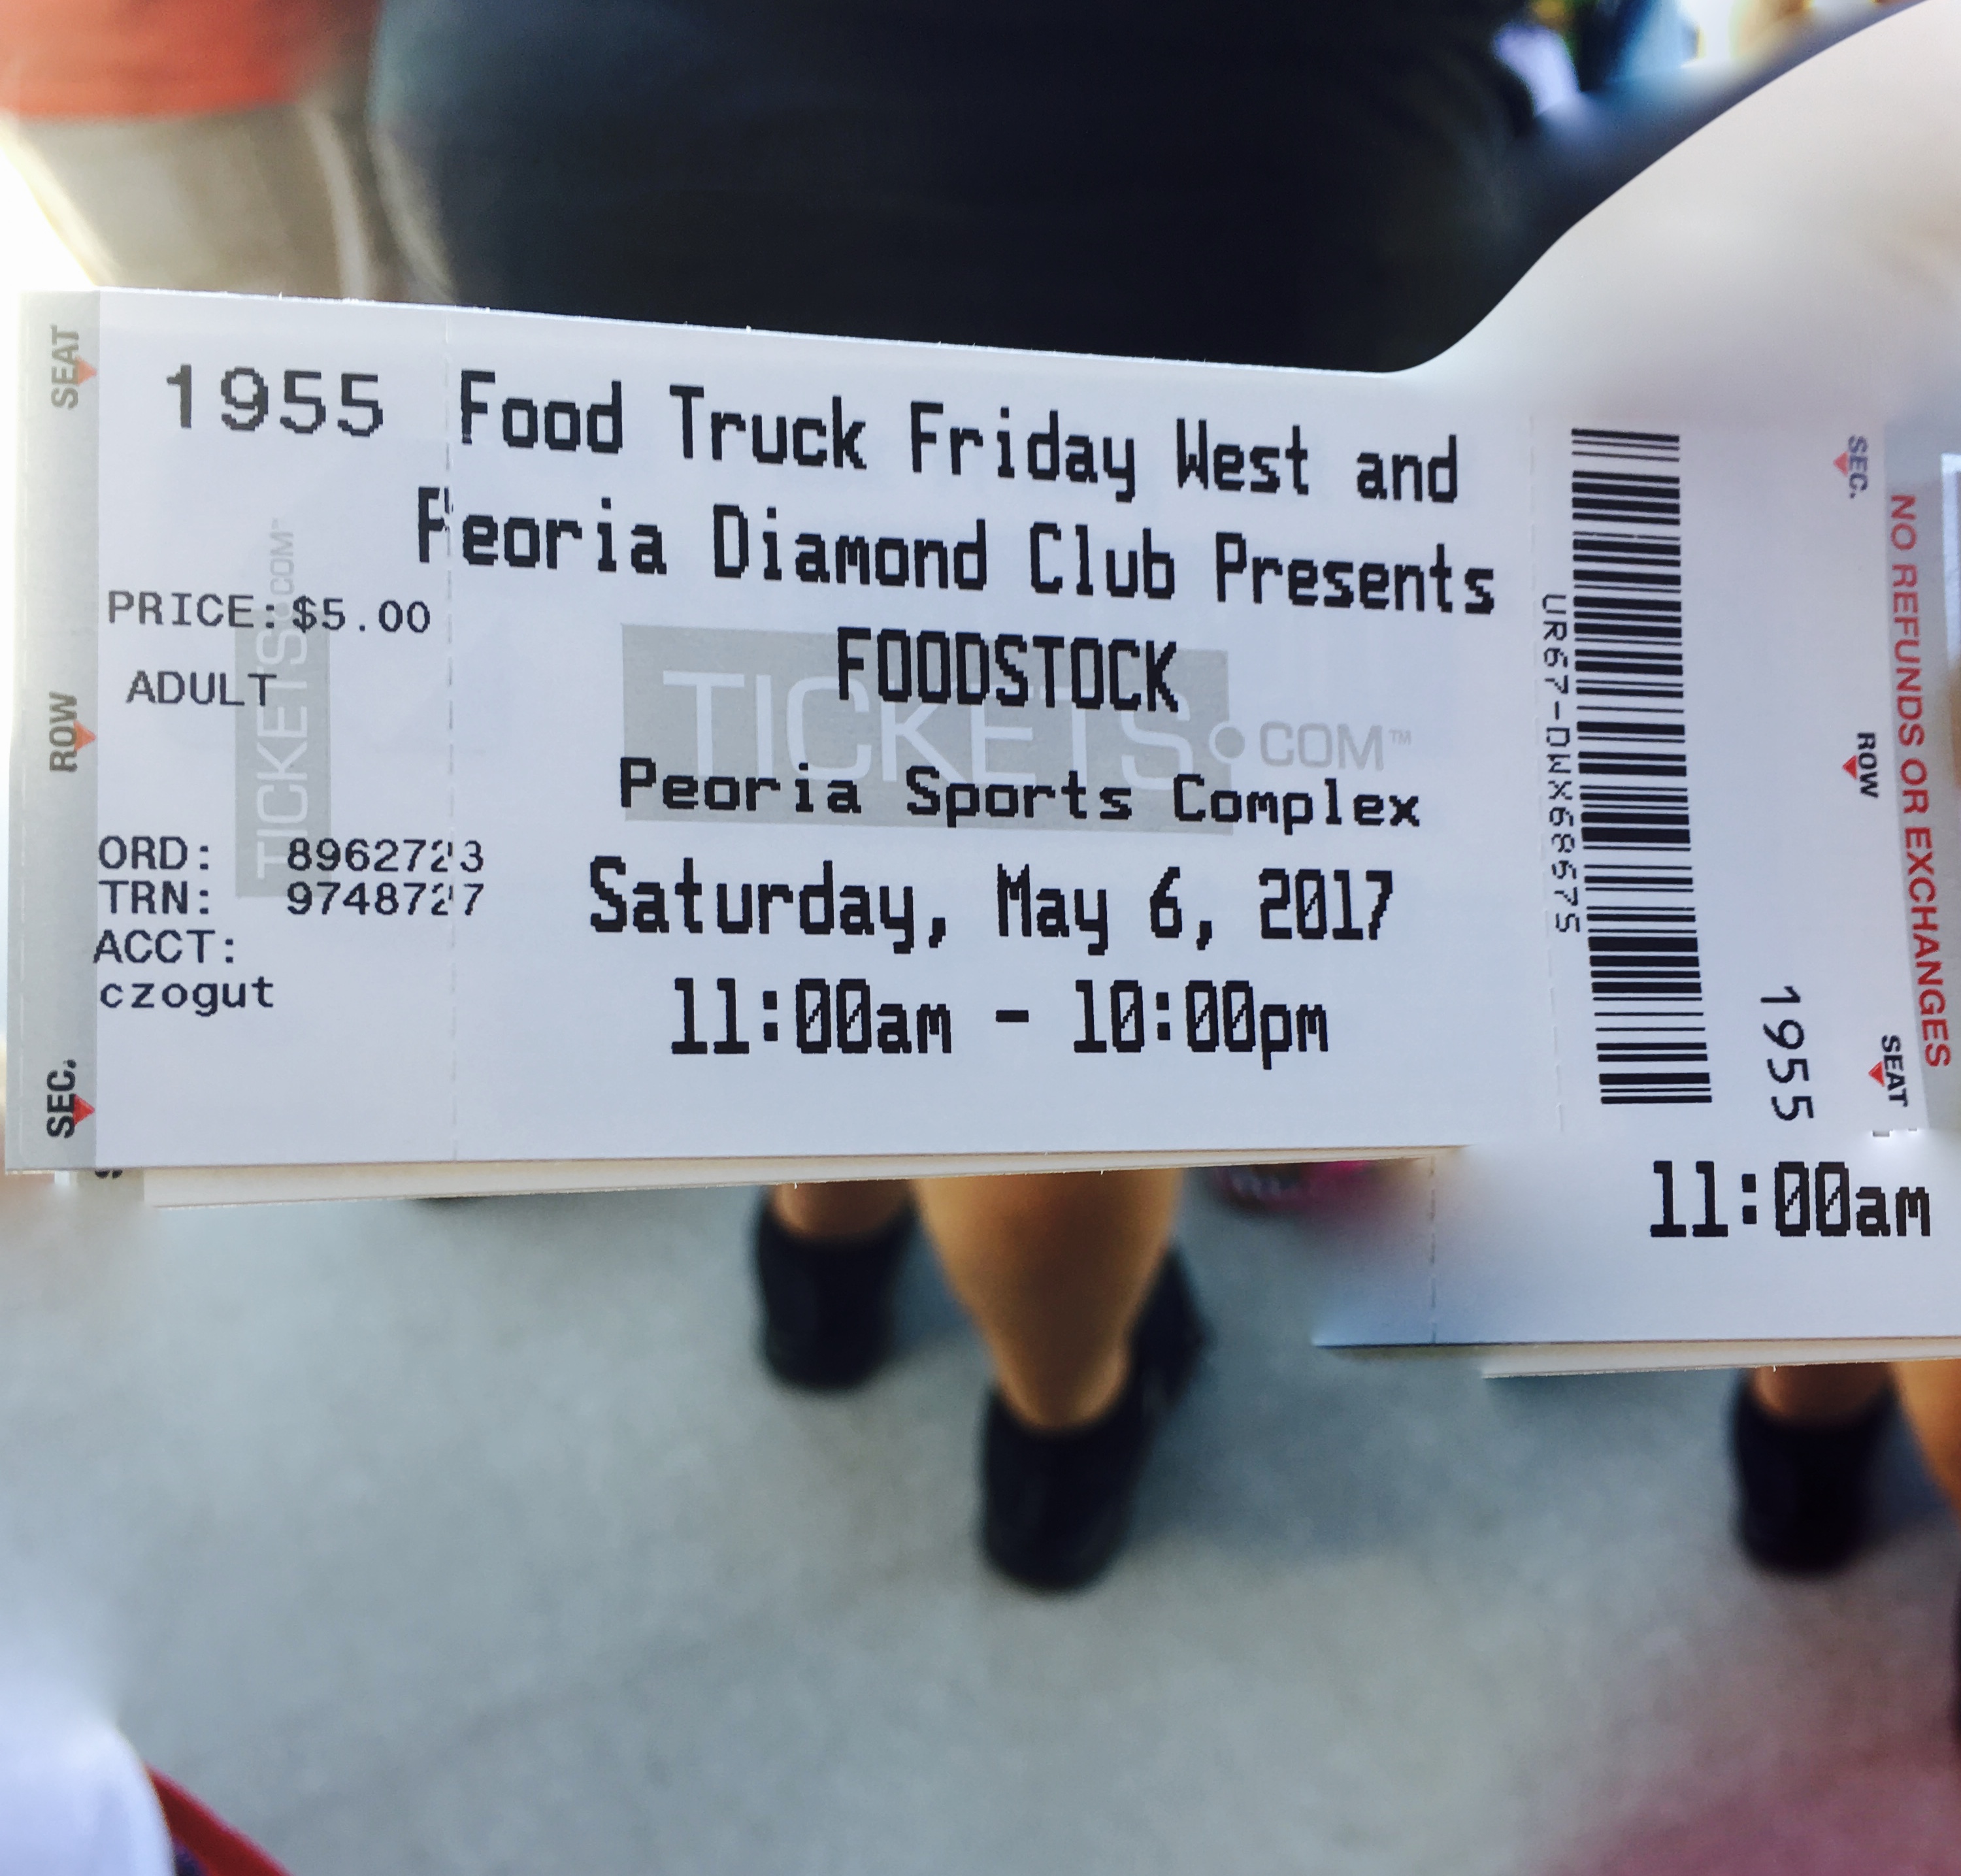 SEAT
ROW
SEC.
1955
PRICE:$5.00
ADULT
TICKETS.COM™
ORD: 8962723
TRN: 9748727
ACCT:
czogut
Food Truck Friday West and
Peoria Diamond Club Presents
FOODSTOCK
TICKETS.COM™
Peoria Sports Complex
Saturday, May 6, 2017
11:00am - 10:00pm
UR67-DWX68675
1955
SEC.
ROW
SEAT
NO REFUNDS OR EXCHANGES
11:00am